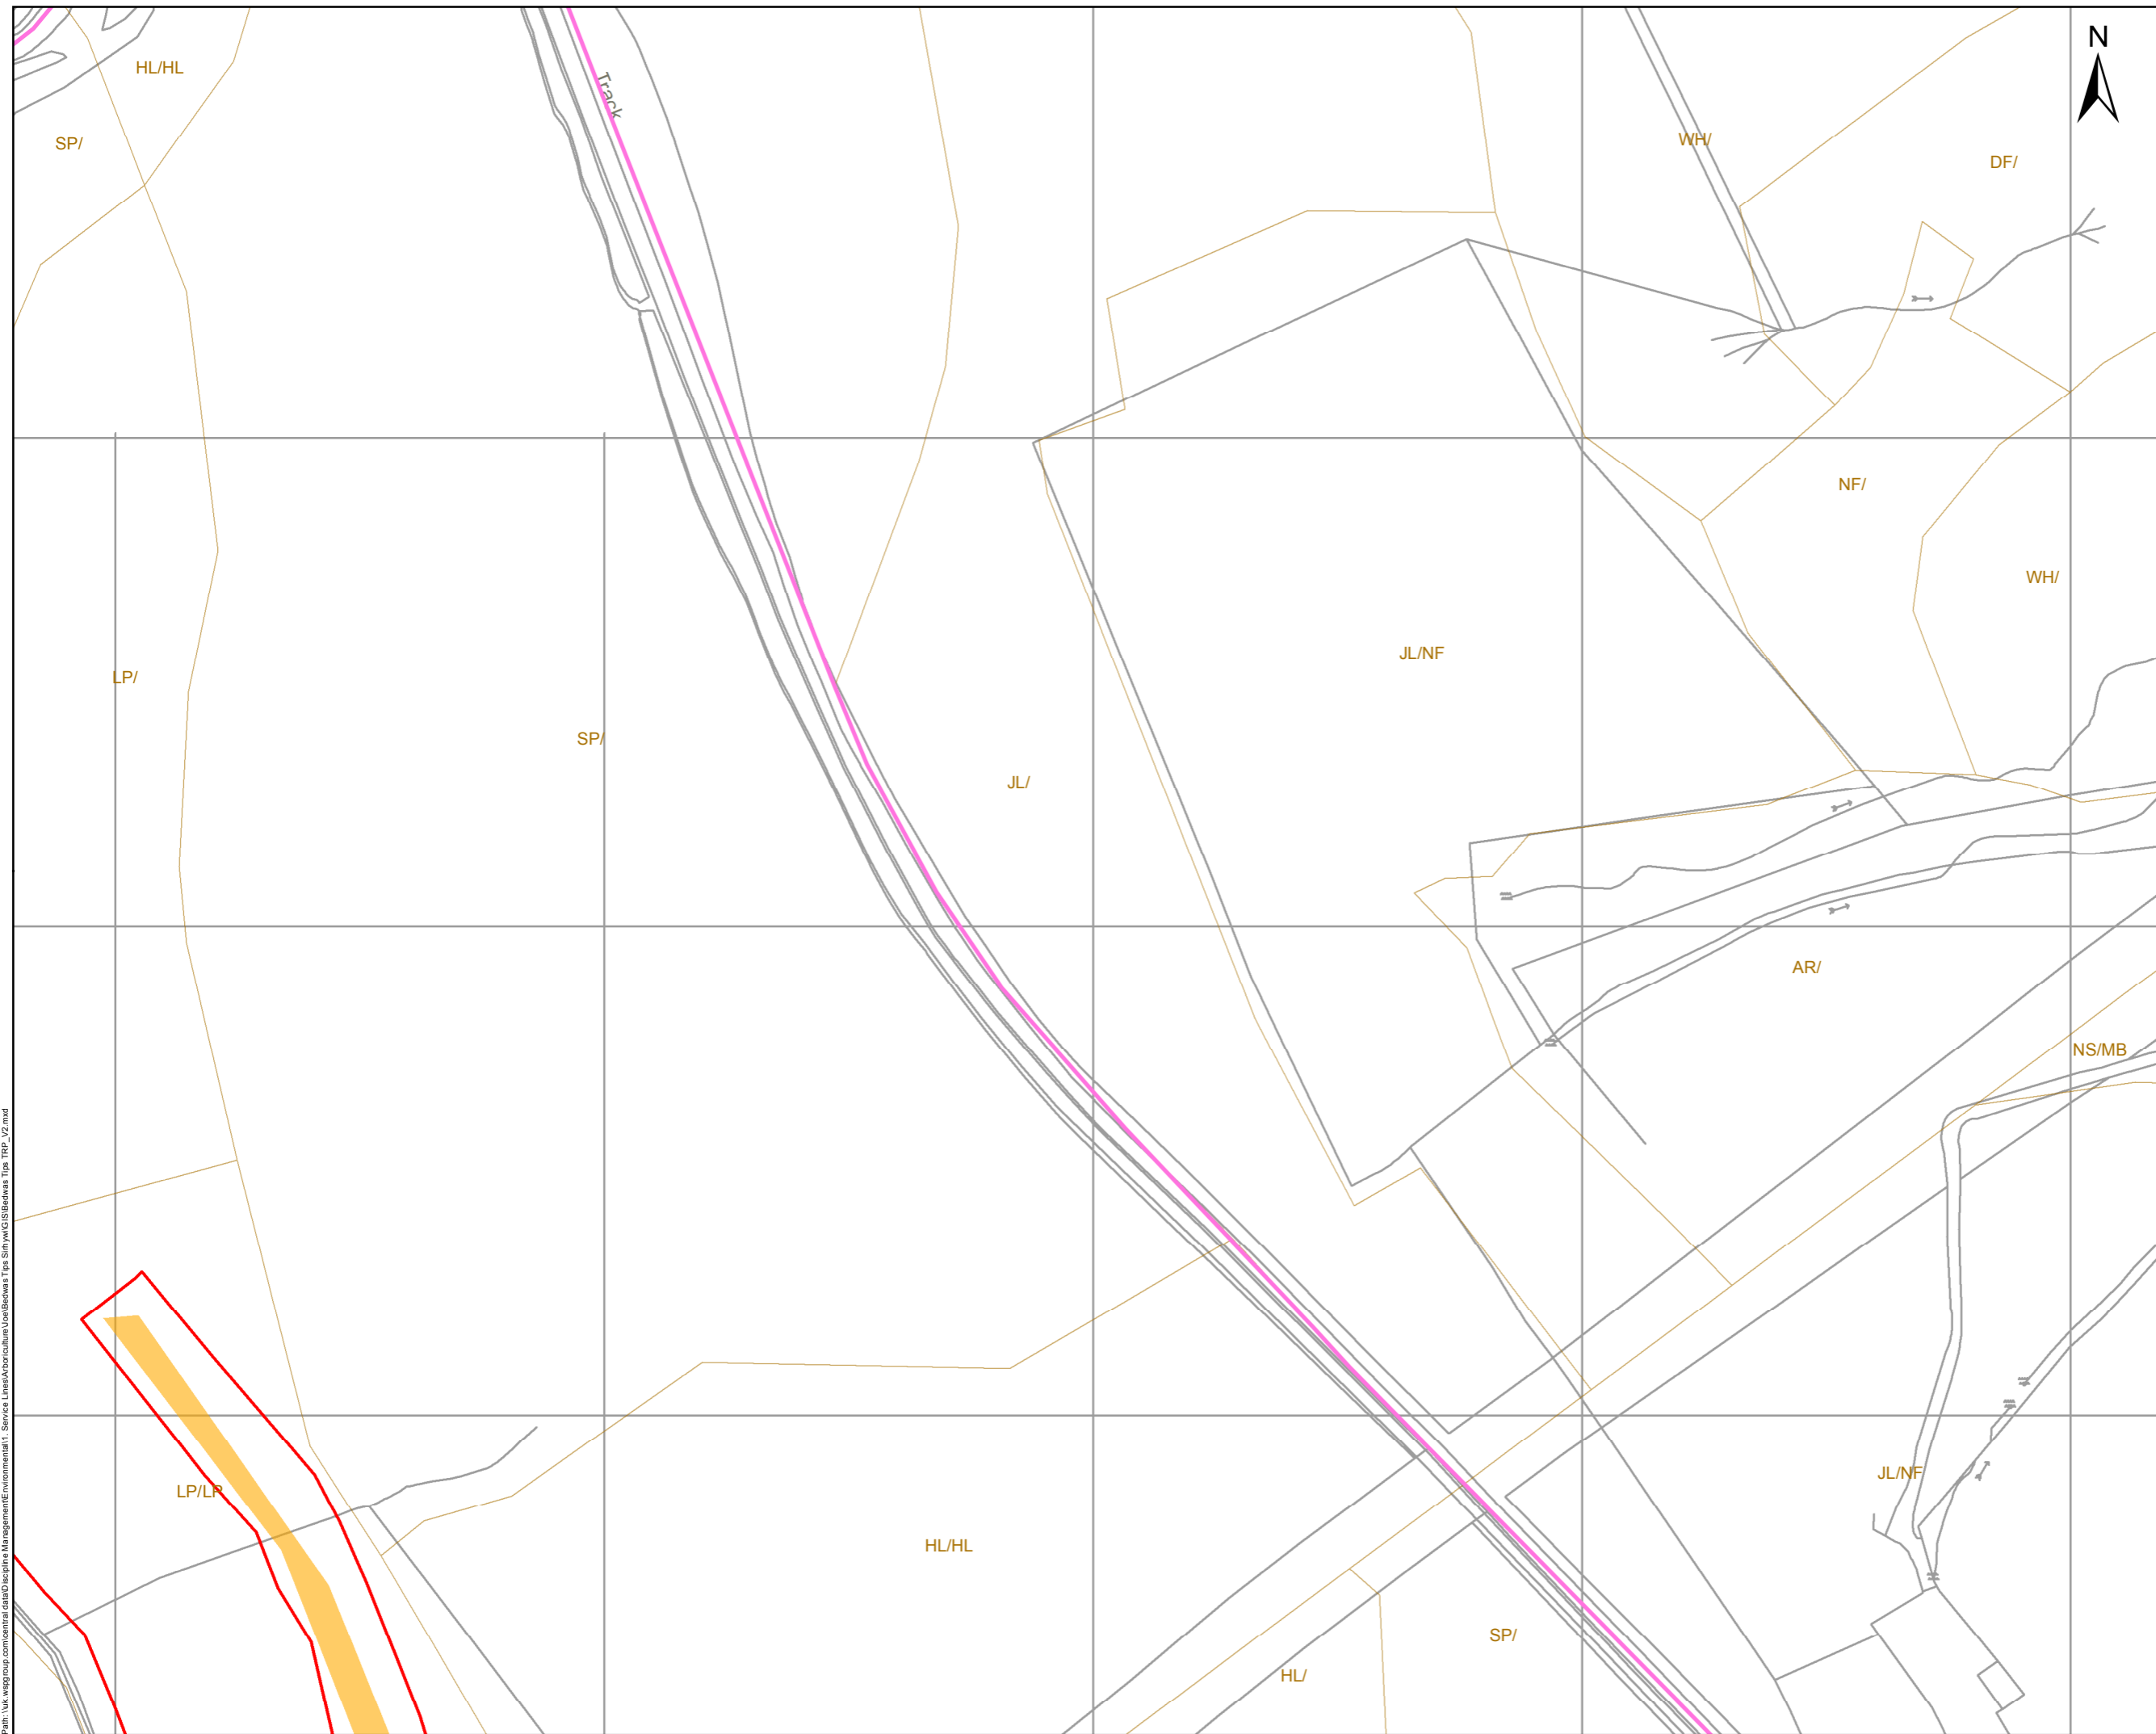 N
HL/HL
Track
SP/
WH/
DF/
NF/
WH/
JL/NF
LP/
SP/
JL/
AR/
NS/MB
JL/NF
LP/LP
HL/HL
SP/
HL/
Path: \\uk.wspgroup.com\central data\Discipline Management\Environmental\1. Service Lines\Arboriculture\Joe\Bedwas Tips Sirhywi\GIS\Bedwas Tips TRP_V2.mxd